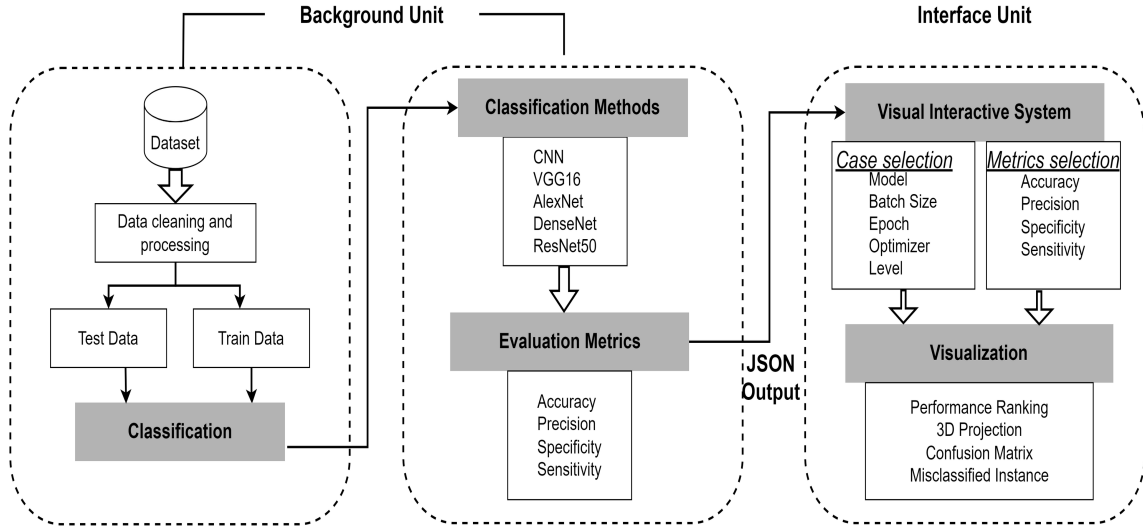 Background Unit
Interface Unit
Dataset
Data cleaning and
processing
Test Data
Train Data
Classification
Classification Methods
CNN
VGG16
AlexNet
DenseNet
ResNet50
Evaluation Metrics
Accuracy
Precision
Specificity
Sensitivity
JSON
Output
Visual Interactive System
Case selection
Model
Batch Size
Epoch
Optimizer
Level
Metrics selection
Accuracy
Precision
Specificity
Sensitivity
Visualization
Performance Ranking
3D Projection
Confusion Matrix
Misclassified Instance